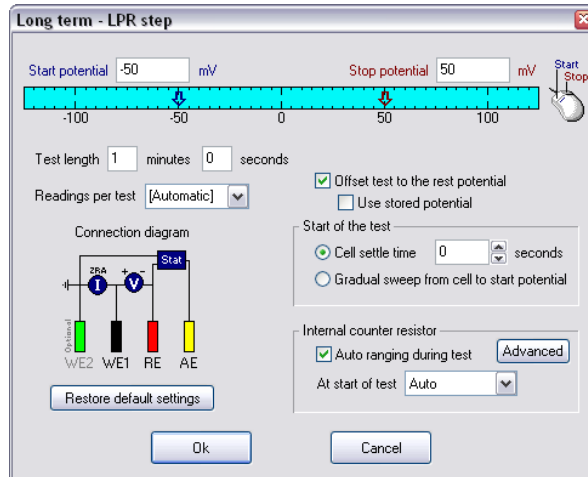 Long term - LPR step
Start potential -50 mV Stop potential 50 mV
Start
Stop
-100 -50 0 50 100
Test length 1 minutes 0 seconds
Readings per test [Automatic]
Offset test to the rest potential
Use stored potential
Connection diagram
ZRA + -
I V Stat
Optional
WE2 WE1 RE AE
Restore default settings
Start of the test
Cell settle time 0 seconds
Gradual sweep from cell to start potential
Internal counter resistor
Auto ranging during test Advanced
At start of test Auto
Ok Cancel